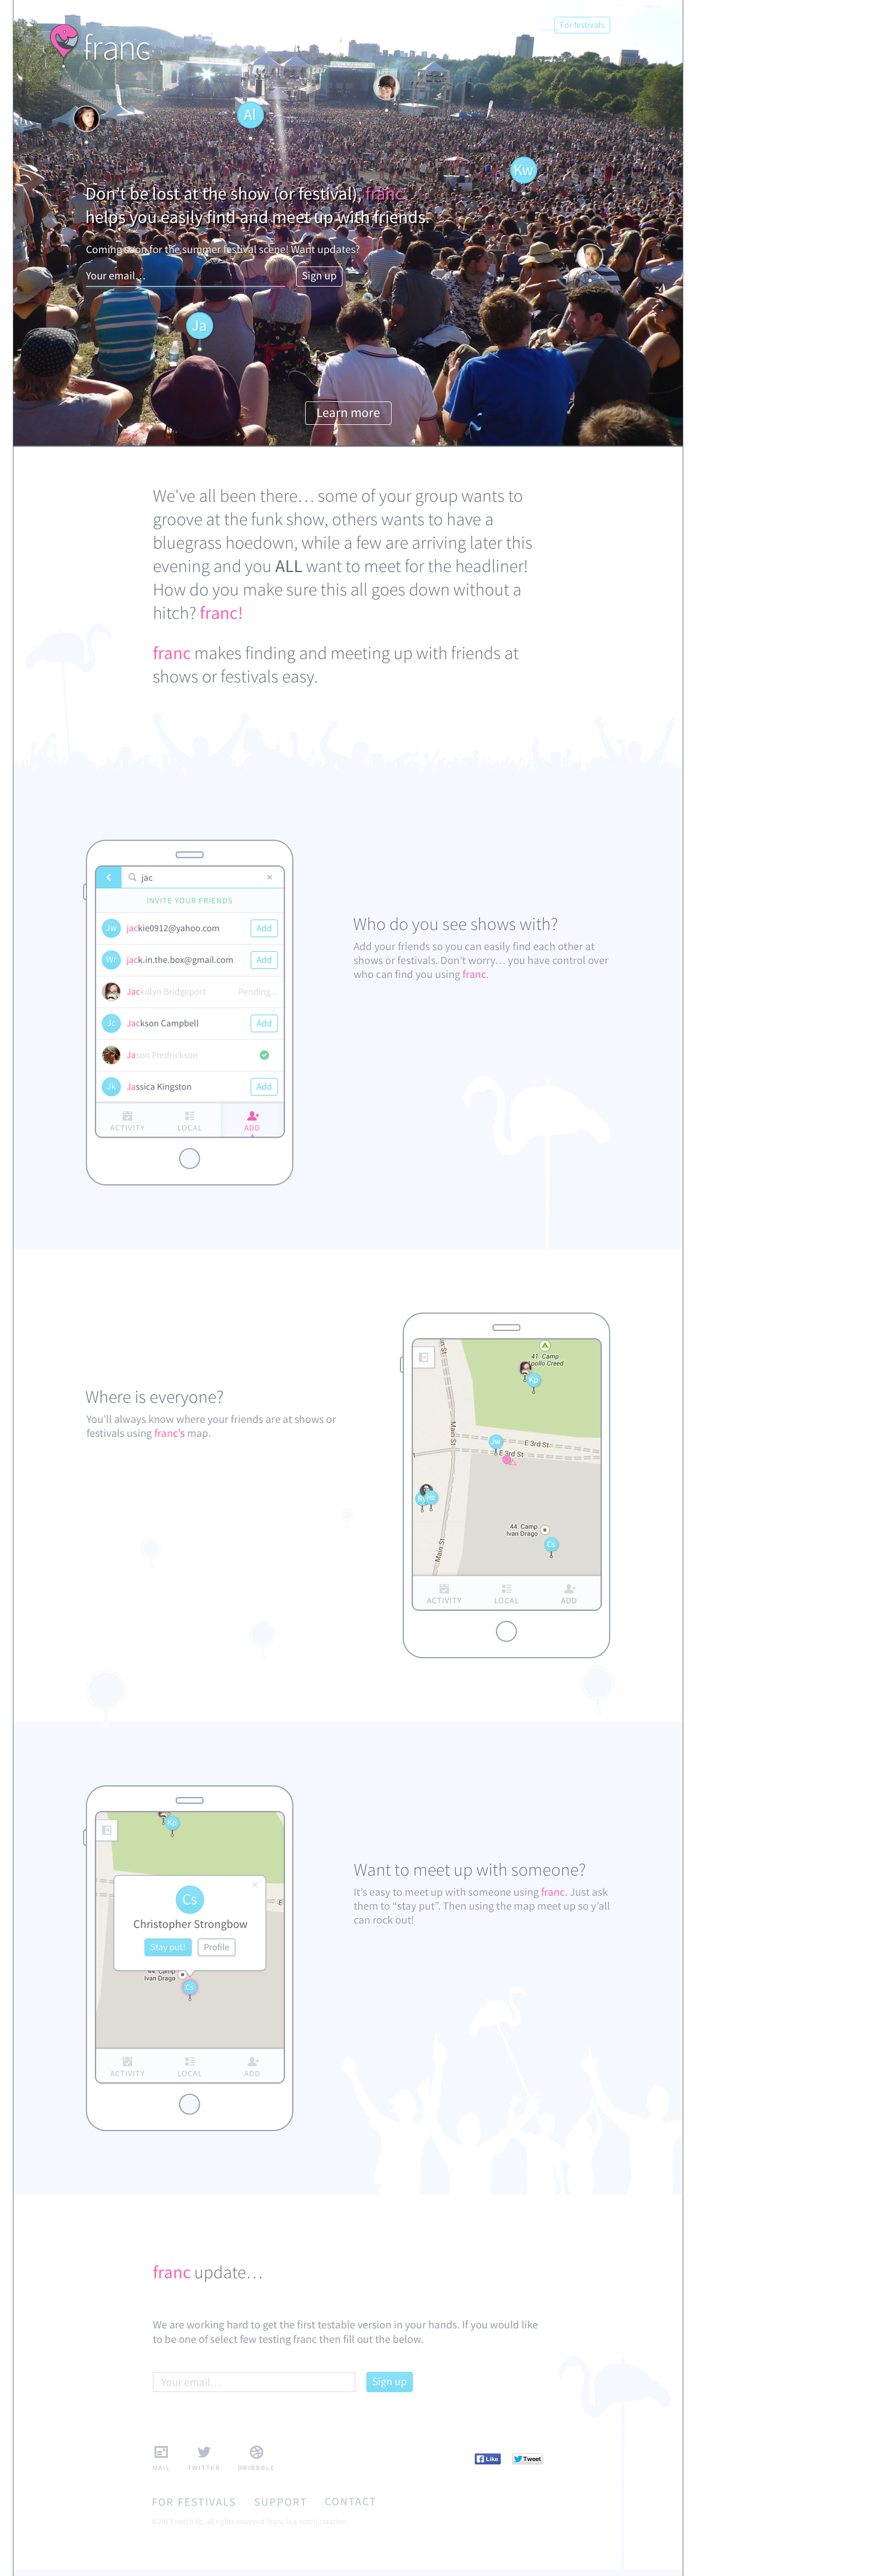 franc
For festivals
Al
Kw
Don't be lost at the show (or festival), franc
helps you easily find and meet up with friends.
Coming soon for the summer festival scene! Want updates?
Your email...
Sign up
Ja
Learn more
We've all been there... some of your group wants to
groove at the funk show, others wants to have a
bluegrass hoedown, while a few are arriving later this
evening and you ALL want to meet for the headliner!
How do you make sure this all goes down without a
hitch? franc!
franc makes finding and meeting up with friends at
shows or festivals easy.
jac
INVITE YOUR FRIENDS
Jw jackie0912@yahoo.com Add
Wr jack.in.the.box@gmail.com Add
Jackolyn Bridgeport Pending...
Jc Jackson Campbell Add
Jason Fredrickson
Jk Jassica Kingston Add
ACTIVITY LOCAL ADD
Who do you see shows with?
Add your friends so you can easily find each other at
shows or festivals. Don't worry... you have control over
who can find you using franc.
Where is everyone?
You'll always know where your friends are at shows or
festivals using franc's map.
41. Camp
Apollo Creed
Kp
Main St
Jw
E 3rd St
E 3rd St
Hz
44. Camp
Ivan Drago
Cs
Main St
ACTIVITY LOCAL ADD
Kp
Cs
Christopher Strongbow
Stay put! Profile
44. Camp
Ivan Drago
Cs
ACTIVITY LOCAL ADD
Want to meet up with someone?
It's easy to meet up with someone using franc. Just ask
them to “stay put”. Then using the map meet up so y'all
can rock out!
franc update...
We are working hard to get the first testable version in your hands. If you would like
to be one of select few testing franc then fill out the below.
Your email...
Sign up
MAIL TWITTER DRIBBBLE
Like Tweet
FOR FESTIVALS SUPPORT CONTACT
©2013 notch llc, all rights reserved. franc is a notch creation.